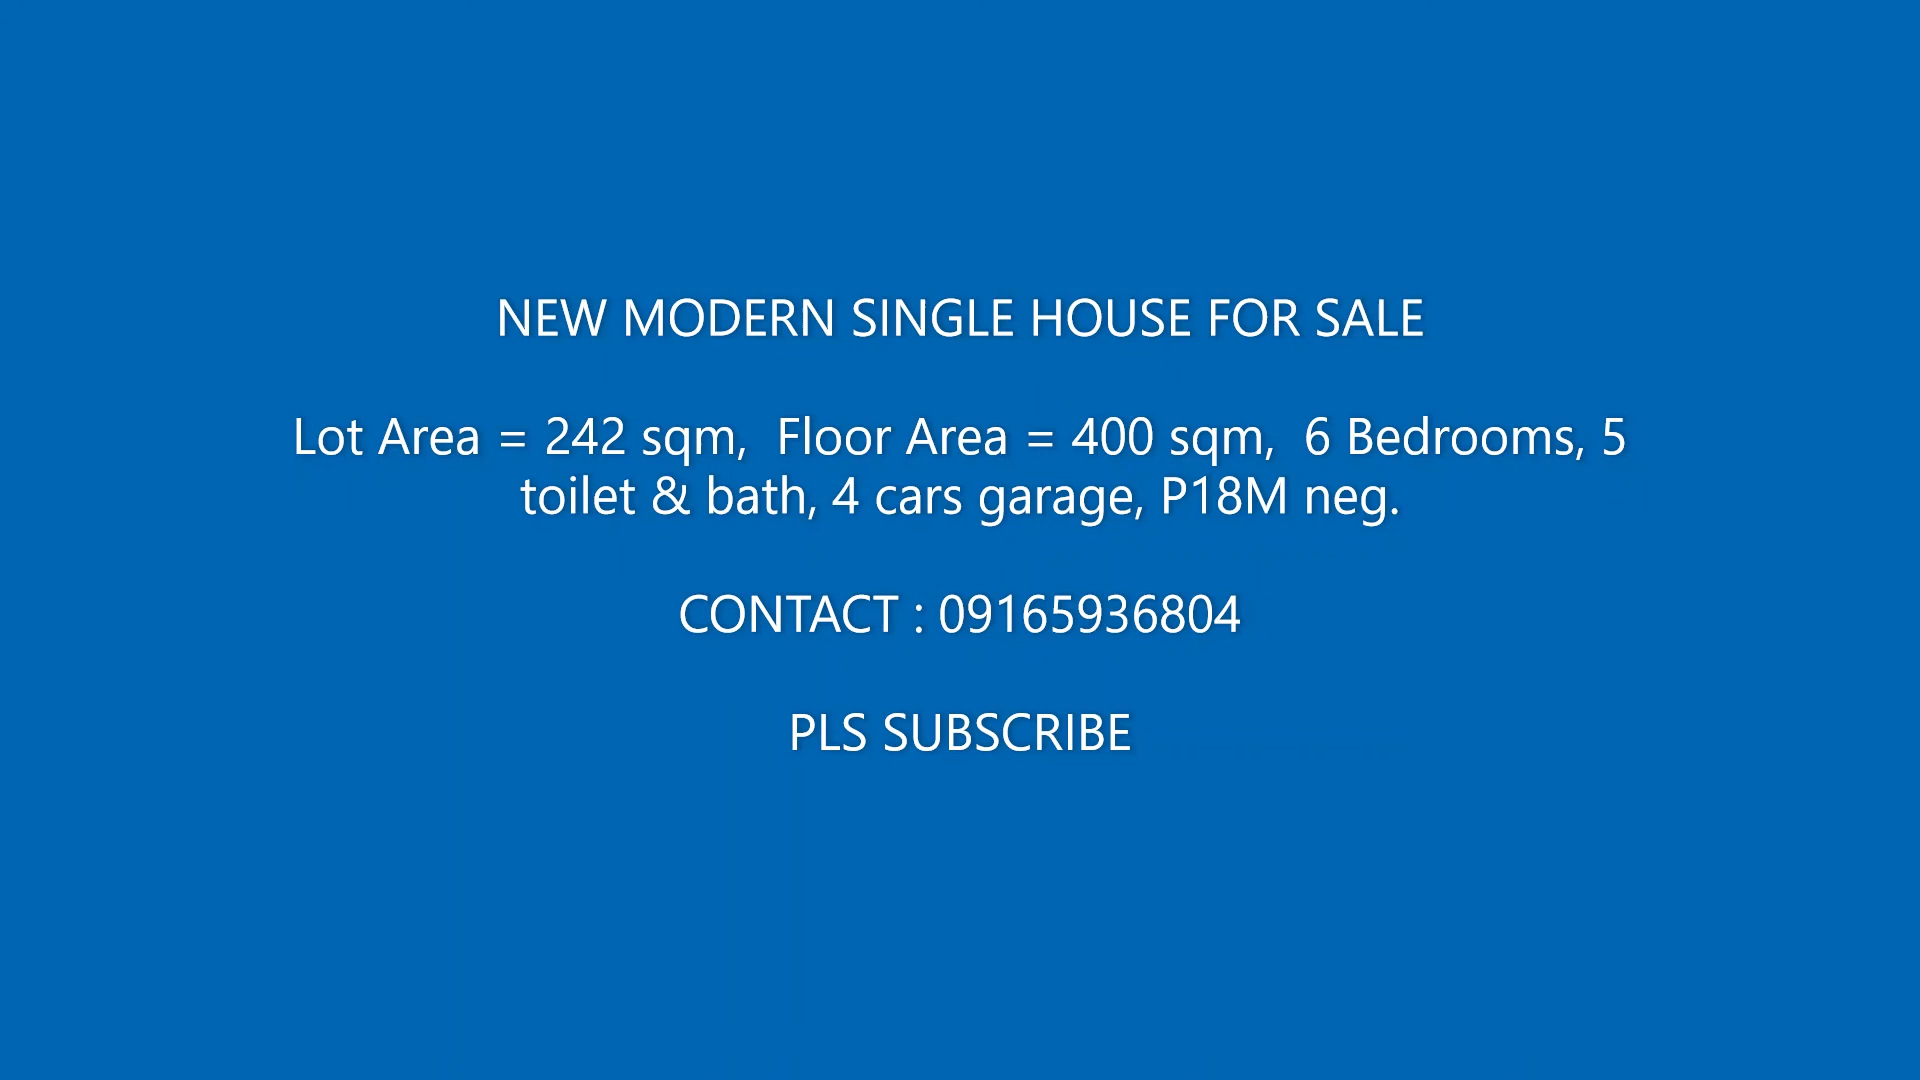 NEW MODERN SINGLE HOUSE FOR SALE
Lot Area = 242 sqm,  Floor Area = 400 sqm,  6 Bedrooms, 5
toilet & bath, 4 cars garage, P18M neg.
CONTACT : 09165936804
PLS SUBSCRIBE